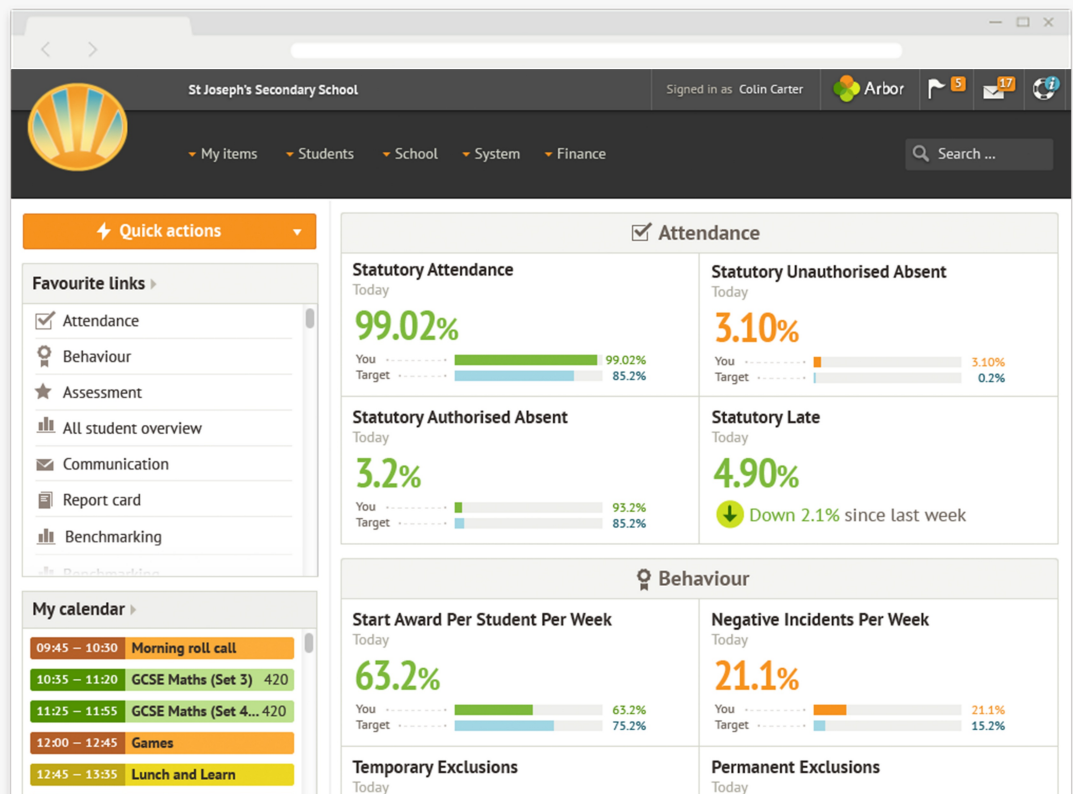 St Joseph's Secondary School
Signed in as Colin Carter
Arbor
5
17
i
My items
Students
School
System
Finance
Search ...
Quick actions
Favourite links
Attendance
Behaviour
Assessment
All student overview
Communication
Report card
Benchmarking
Benchmarking
My calendar
09:45 – 10:30 Morning roll call
10:35 – 11:20 GCSE Maths (Set 3) 420
11:25 – 11:55 GCSE Maths (Set 4... 420
12:00 – 12:45 Games
12:45 – 13:35 Lunch and Learn
Attendance
Statutory Attendance
Today
99.02%
You 99.02%
Target 85.2%
Statutory Unauthorised Absent
Today
3.10%
You 3.10%
Target 0.2%
Statutory Authorised Absent
Today
3.2%
You 93.2%
Target 85.2%
Statutory Late
Today
4.90%
Down 2.1% since last week
Behaviour
Start Award Per Student Per Week
Today
63.2%
You 63.2%
Target 75.2%
Negative Incidents Per Week
Today
21.1%
You 21.1%
Target 15.2%
Temporary Exclusions
Today
Permanent Exclusions
Today